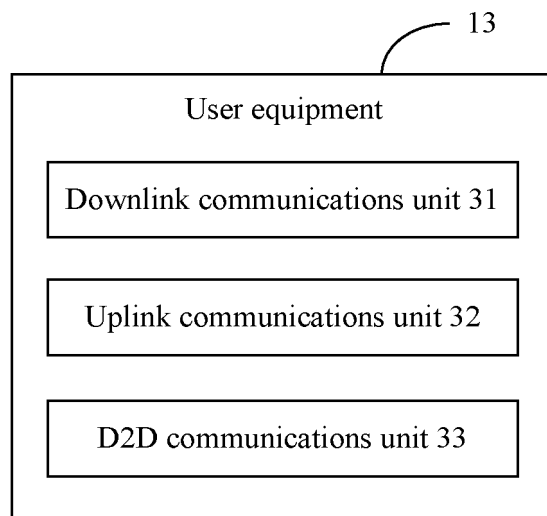 13
User equipment
Downlink communications unit 31
Uplink communications unit 32
D2D communications unit 33